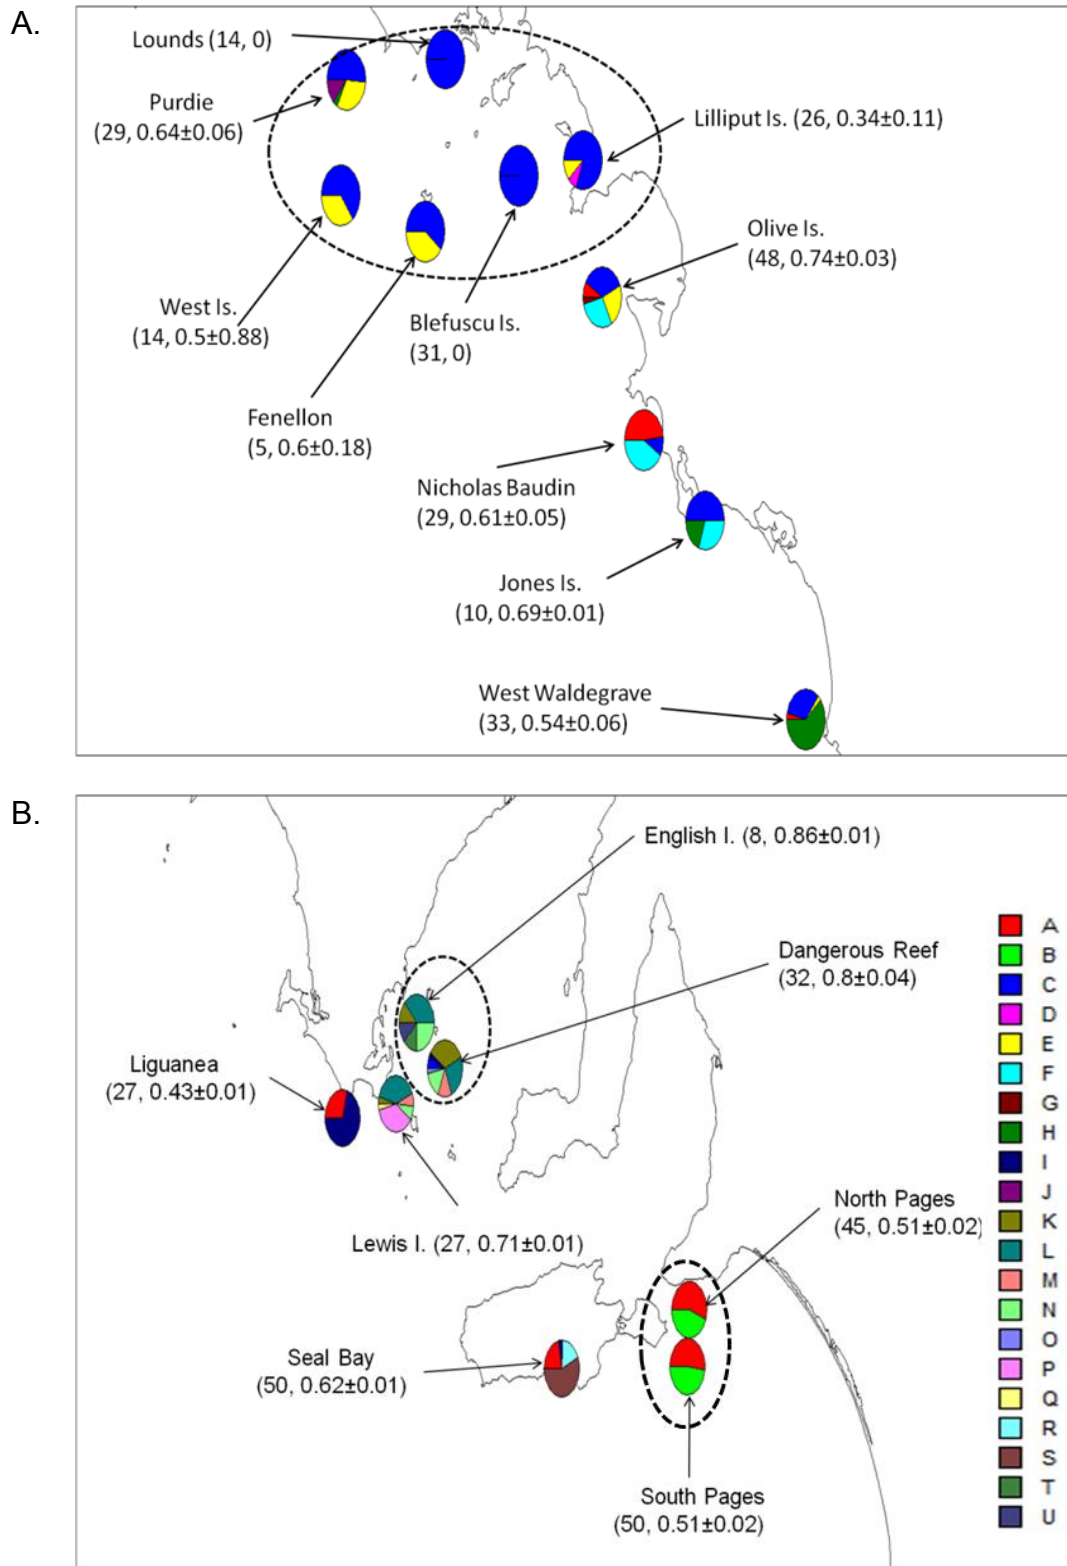 A.
Lounds (14, 0)
Purdie
(29, 0.64±0.06)
Lilliput Is. (26, 0.34±0.11)
Olive Is.
(48, 0.74±0.03)
West Is.
(14, 0.5±0.88)
Blefuscu Is.
(31, 0)
Fenellon
(5, 0.6±0.18)
Nicholas Baudin
(29, 0.61±0.05)
Jones Is.
(10, 0.69±0.01)
West Waldegrave
(33, 0.54±0.06)
B.
English I. (8, 0.86±0.01)
Dangerous Reef
(32, 0.8±0.04)
Liguanea
(27, 0.43±0.01)
Lewis I. (27, 0.71±0.01)
North Pages
(45, 0.51±0.02)
Seal Bay
(50, 0.62±0.01)
South Pages
(50, 0.51±0.02)
A
B
C
D
E
F
G
H
I
J
K
L
M
N
O
P
Q
R
S
T
U